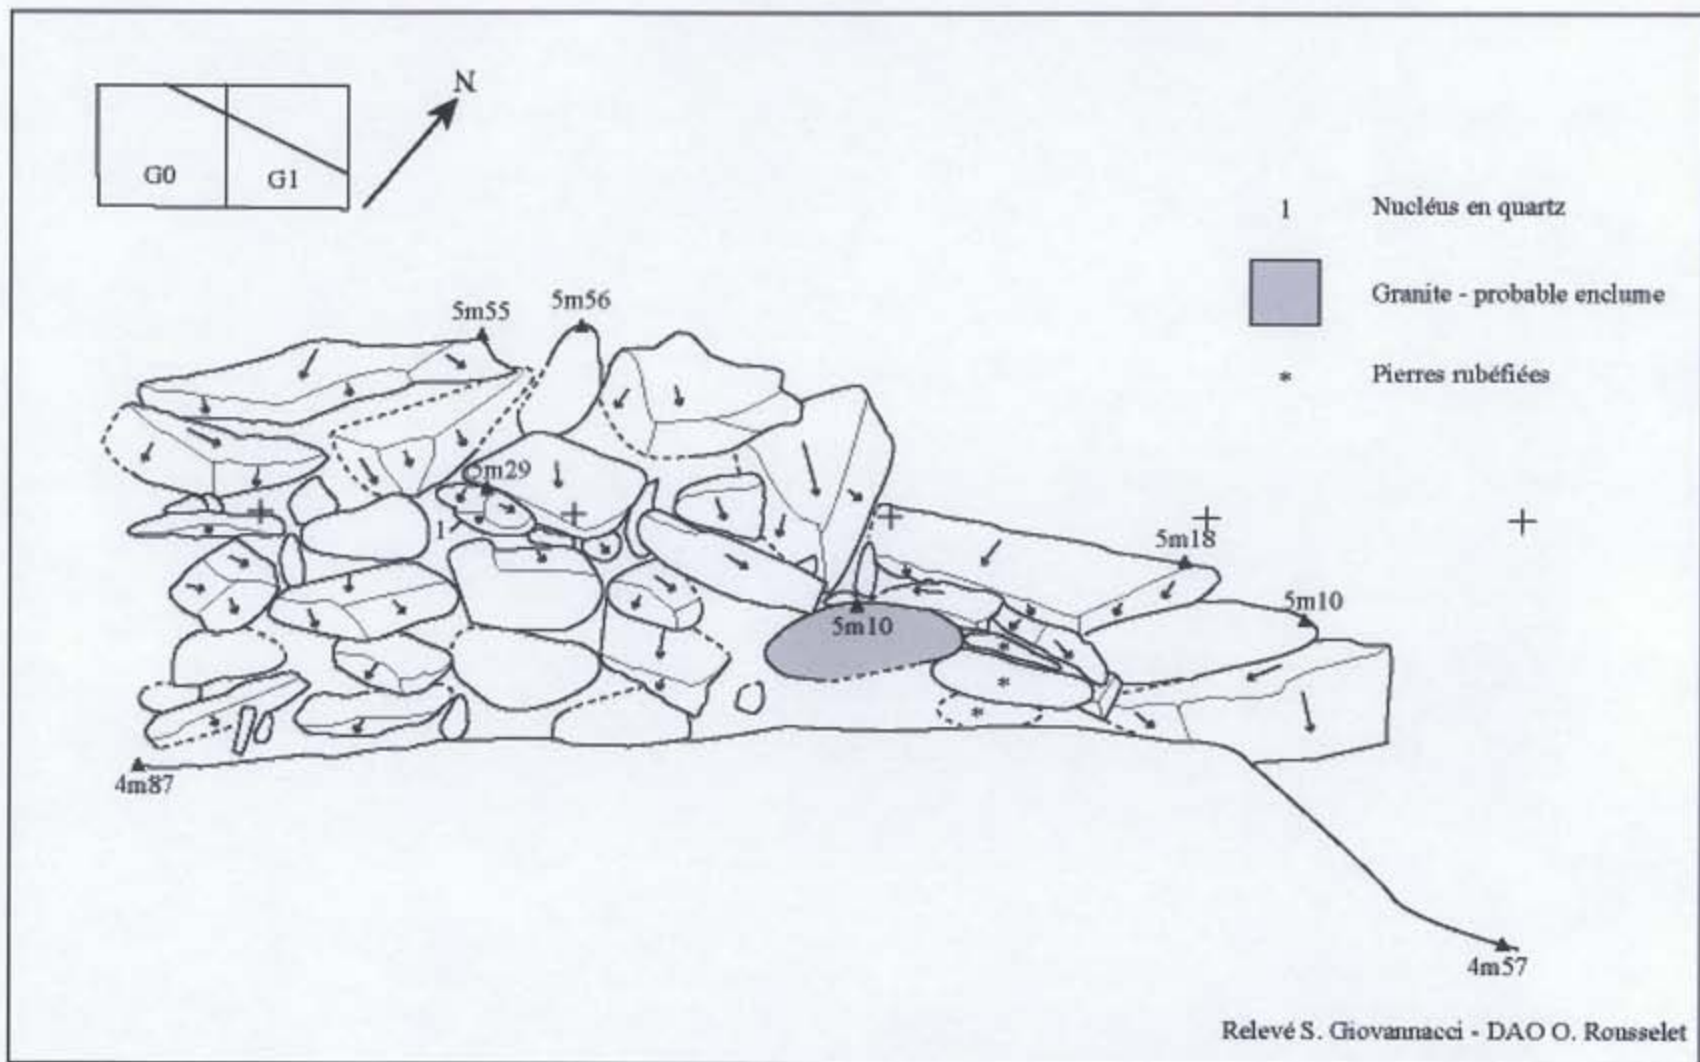 N
G0
G1
1 Nucléus en quartz
Granite - probable enclume
* Pierres rubéfiées
5m55
5m56
5m29
1
5m18
5m10
5m10
*
*
*
4m87
4m57
Relevé S. Giovannacci - DAO O. Rousselet